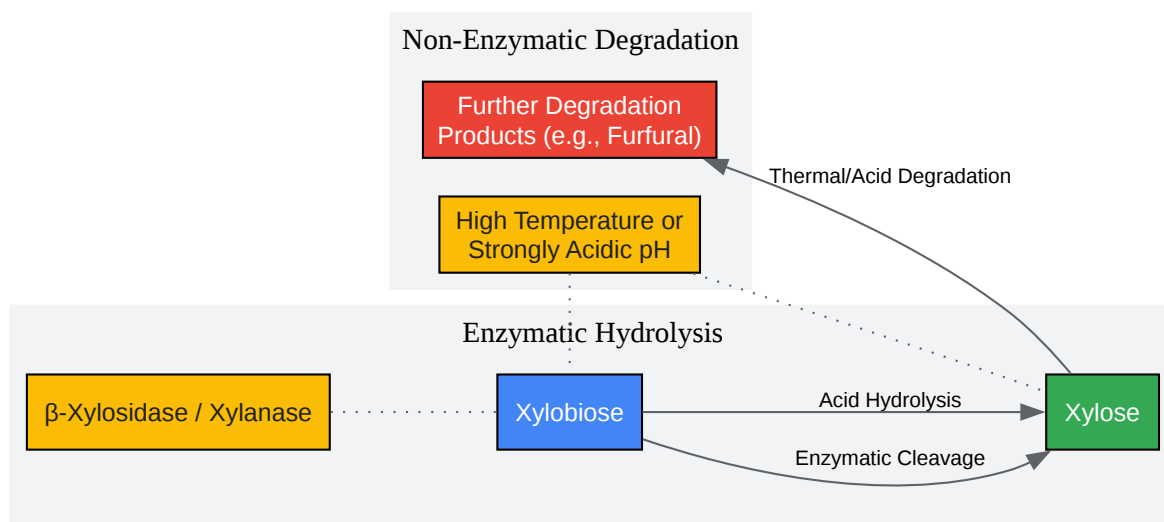 Non-Enzymatic Degradation
Further Degradation
Products (e.g., Furfural)
Thermal/Acid Degradation
High Temperature or
Strongly Acidic pH
Enzymatic Hydrolysis
β-Xylosidase / Xylanase
Xylobiose
Acid Hydrolysis
Xylose
Enzymatic Cleavage